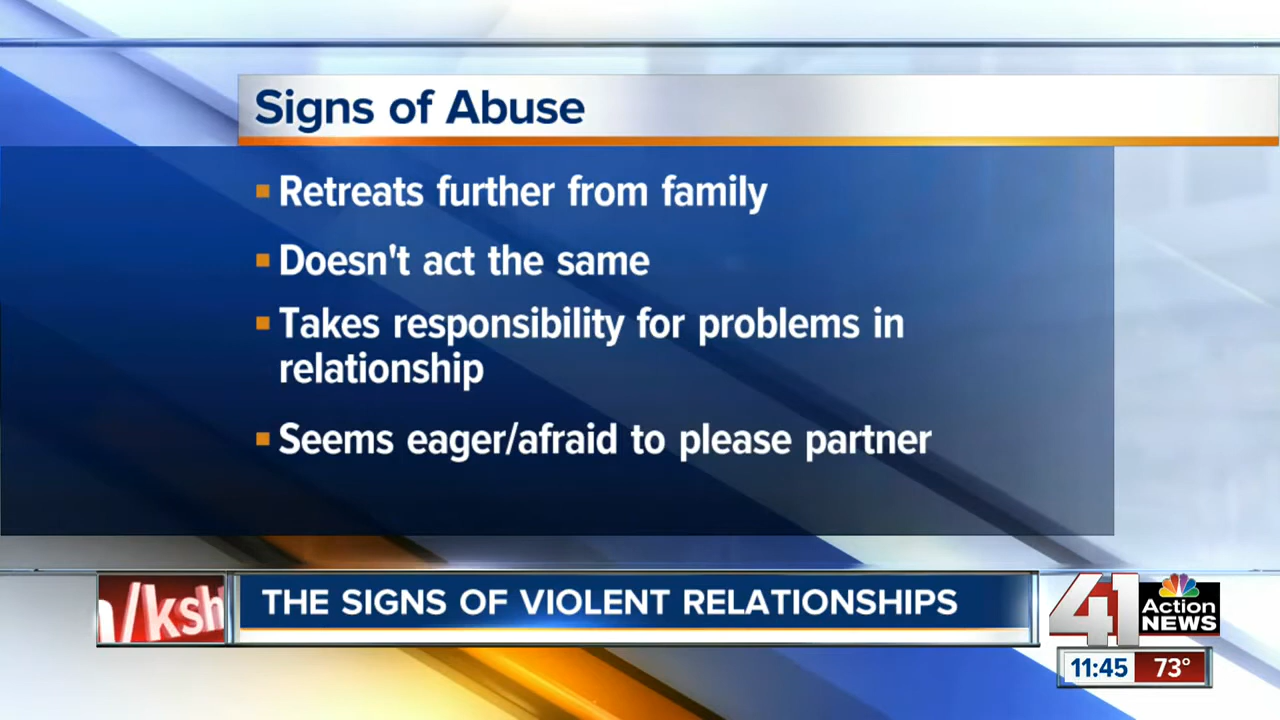 Signs of Abuse
Retreats further from family
Doesn't act the same
Takes responsibility for problems in
relationship
Seems eager/afraid to please partner
/ksh
THE SIGNS OF VIOLENT RELATIONSHIPS
41
Action
NEWS
11:45 73°